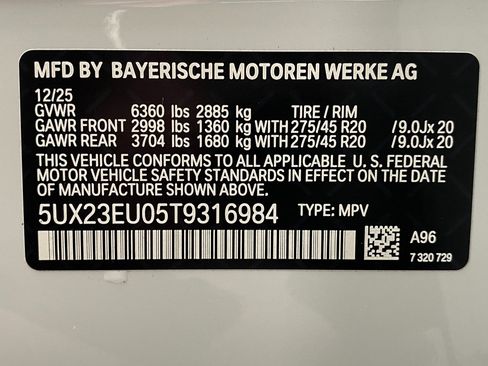 MFD BY BAYERISCHE MOTOREN WERKE AG
12/25
GVWR 6360 lbs 2885 kg TIRE / RIM
GAWR FRONT 2998 lbs 1360 kg WITH 275/45 R20 / 9.0Jx 20
GAWR REAR 3704 lbs 1680 kg WITH 275/45 R20 / 9.0Jx 20
THIS VEHICLE CONFORMS TO ALL APPLICABLE U. S. FEDERAL
MOTOR VEHICLE SAFETY STANDARDS IN EFFECT ON THE
DATE OF MANUFACTURE SHOWN ABOVE.
5UX23EU05T9316984 TYPE: MPV
A96
7 320 729